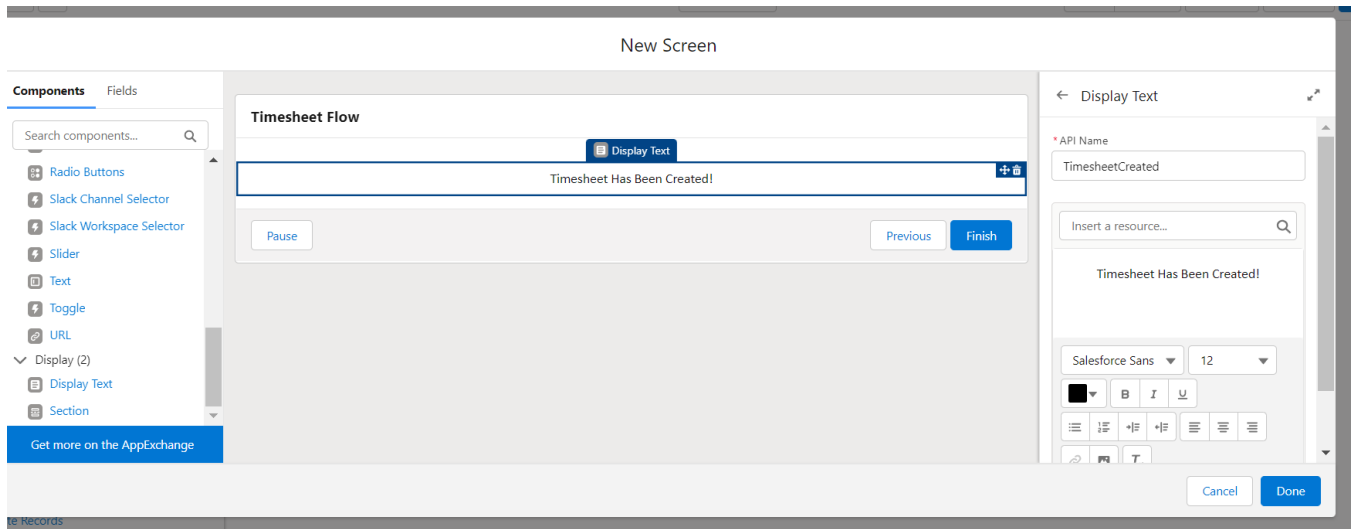 New Screen
Components
Fields
Search components...
Radio Buttons
Slack Channel Selector
Slack Workspace Selector
Slider
Text
Toggle
URL
Display (2)
Display Text
Section
Get more on the AppExchange
Timesheet Flow
Display Text
Timesheet Has Been Created!
Pause
Previous
Finish
Display Text
*API Name
TimesheetCreated
Insert a resource...
Timesheet Has Been Created!
Salesforce Sans
12
B I U
Cancel
Done
te Records